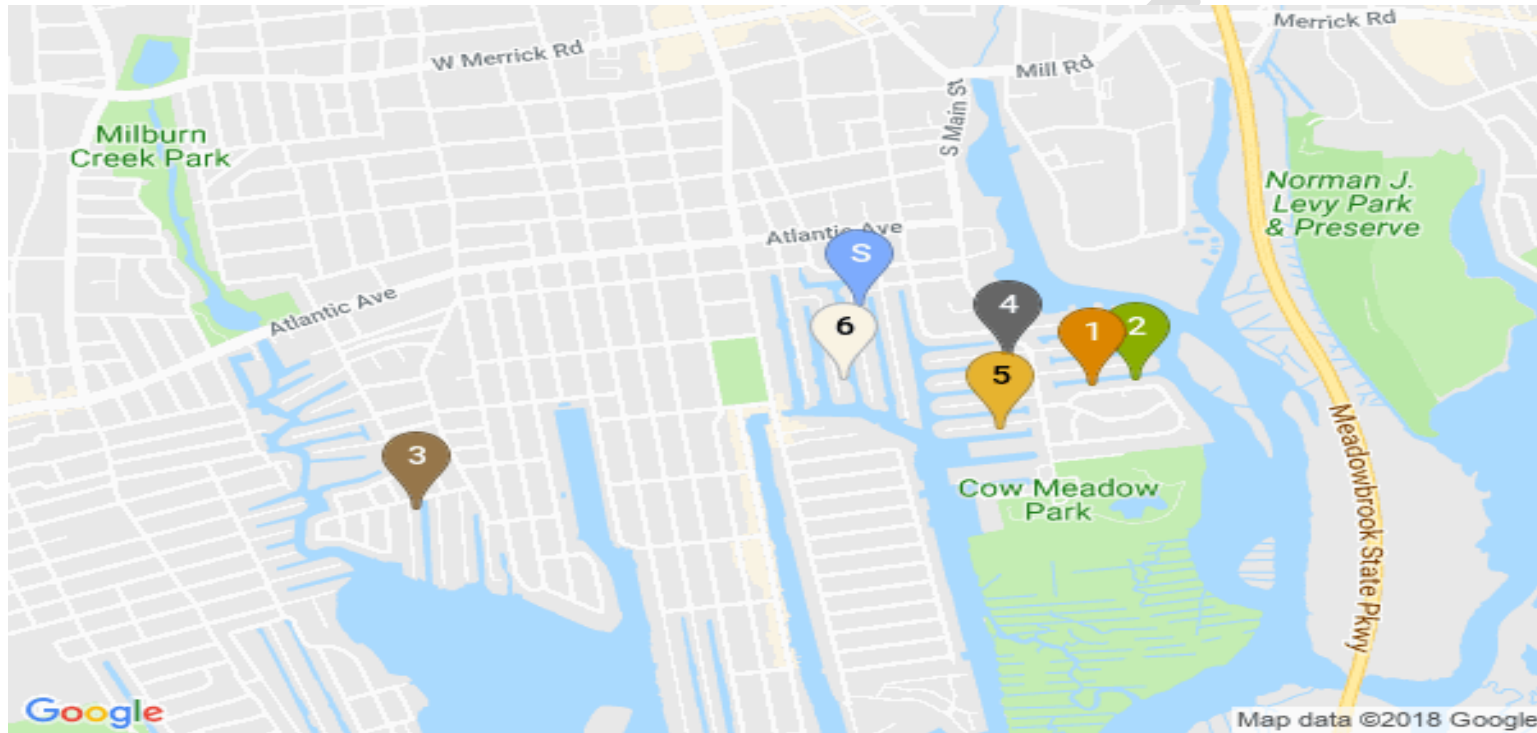 Merrick Rd
W Merrick Rd
Mill Rd
S Main St
Milburn
Creek Park
Norman J.
Levy Park
& Preserve
Atlantic Ave
S
Atlantic Ave
4
6
1
2
5
3
Cow Meadow
Park
Meadowbrook State Pkwy
Google
Map data ©2018 Google